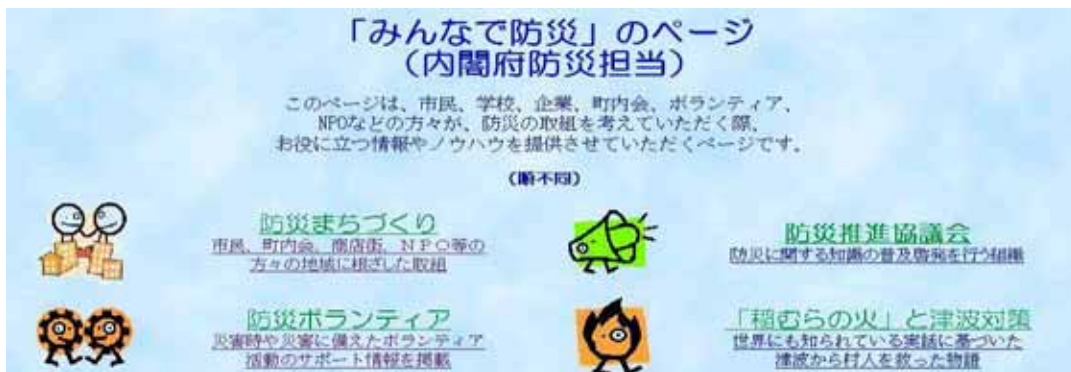 「みんなで防災」のページ
（内閣府防災担当）
このページは、市民、学校、企業、町内会、ボランティア、
NPOなどの方々が、防災の取組を考えていただく際、
お役に立つ情報やノウハウを提供させていただくページです。
（順不同）
防災まちづくり
市民、町内会、商店街、ＮＰＯ等の
方々の地域に根ざした取組
防災推進協議会
防災に関する知識の普及啓発を行う組織
防災ボランティア
災害時や災害に備えたボランティア
活動のサポート情報を掲載
「稲むらの火」と津波対策
世界にも知られている実話に基づいた
津波から村人を救った物語